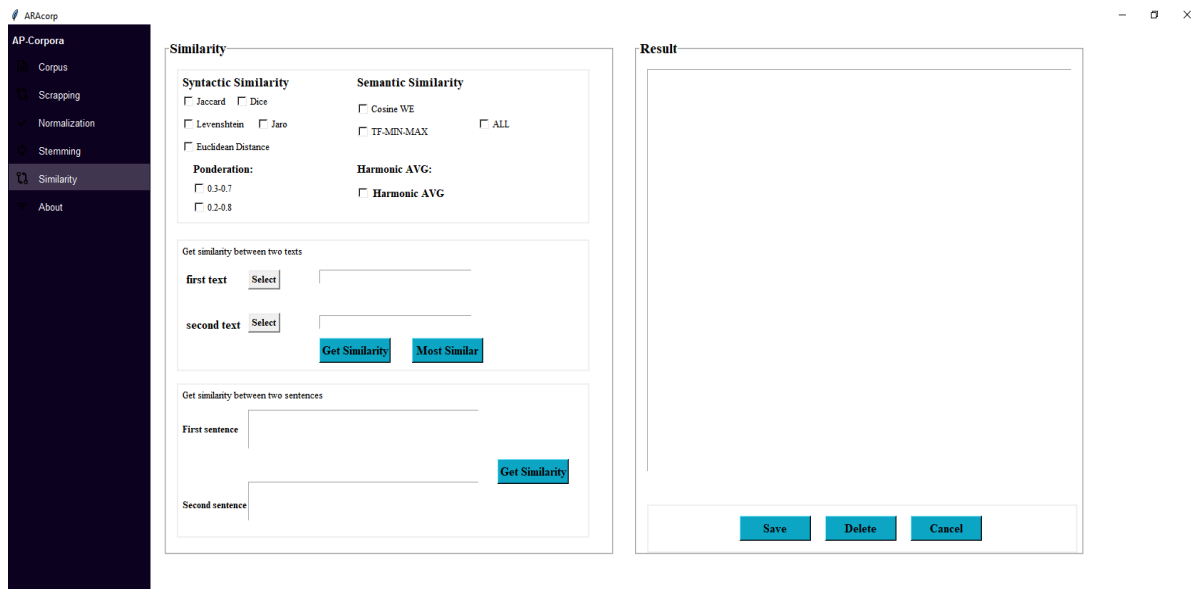 ARAcorp
AP-Corpora
Corpus
Scrapping
Normalization
Stemming
Similarity
About
Similarity
Syntactic Similarity
Jaccard Dice
Levenshtein Jaro
Euclidean Distance
Ponderation:
0.3-0.7
0.2-0.8
Semantic Similarity
Cosine WE
TF-MIN-MAX
ALL
Harmonic AVG:
Harmonic AVG
Get similarity between two texts
first text Select
second text Select
Get Similarity Most Similar
Get similarity between two sentences
First sentence
Get Similarity
Second sentence
Result
Save Delete Cancel